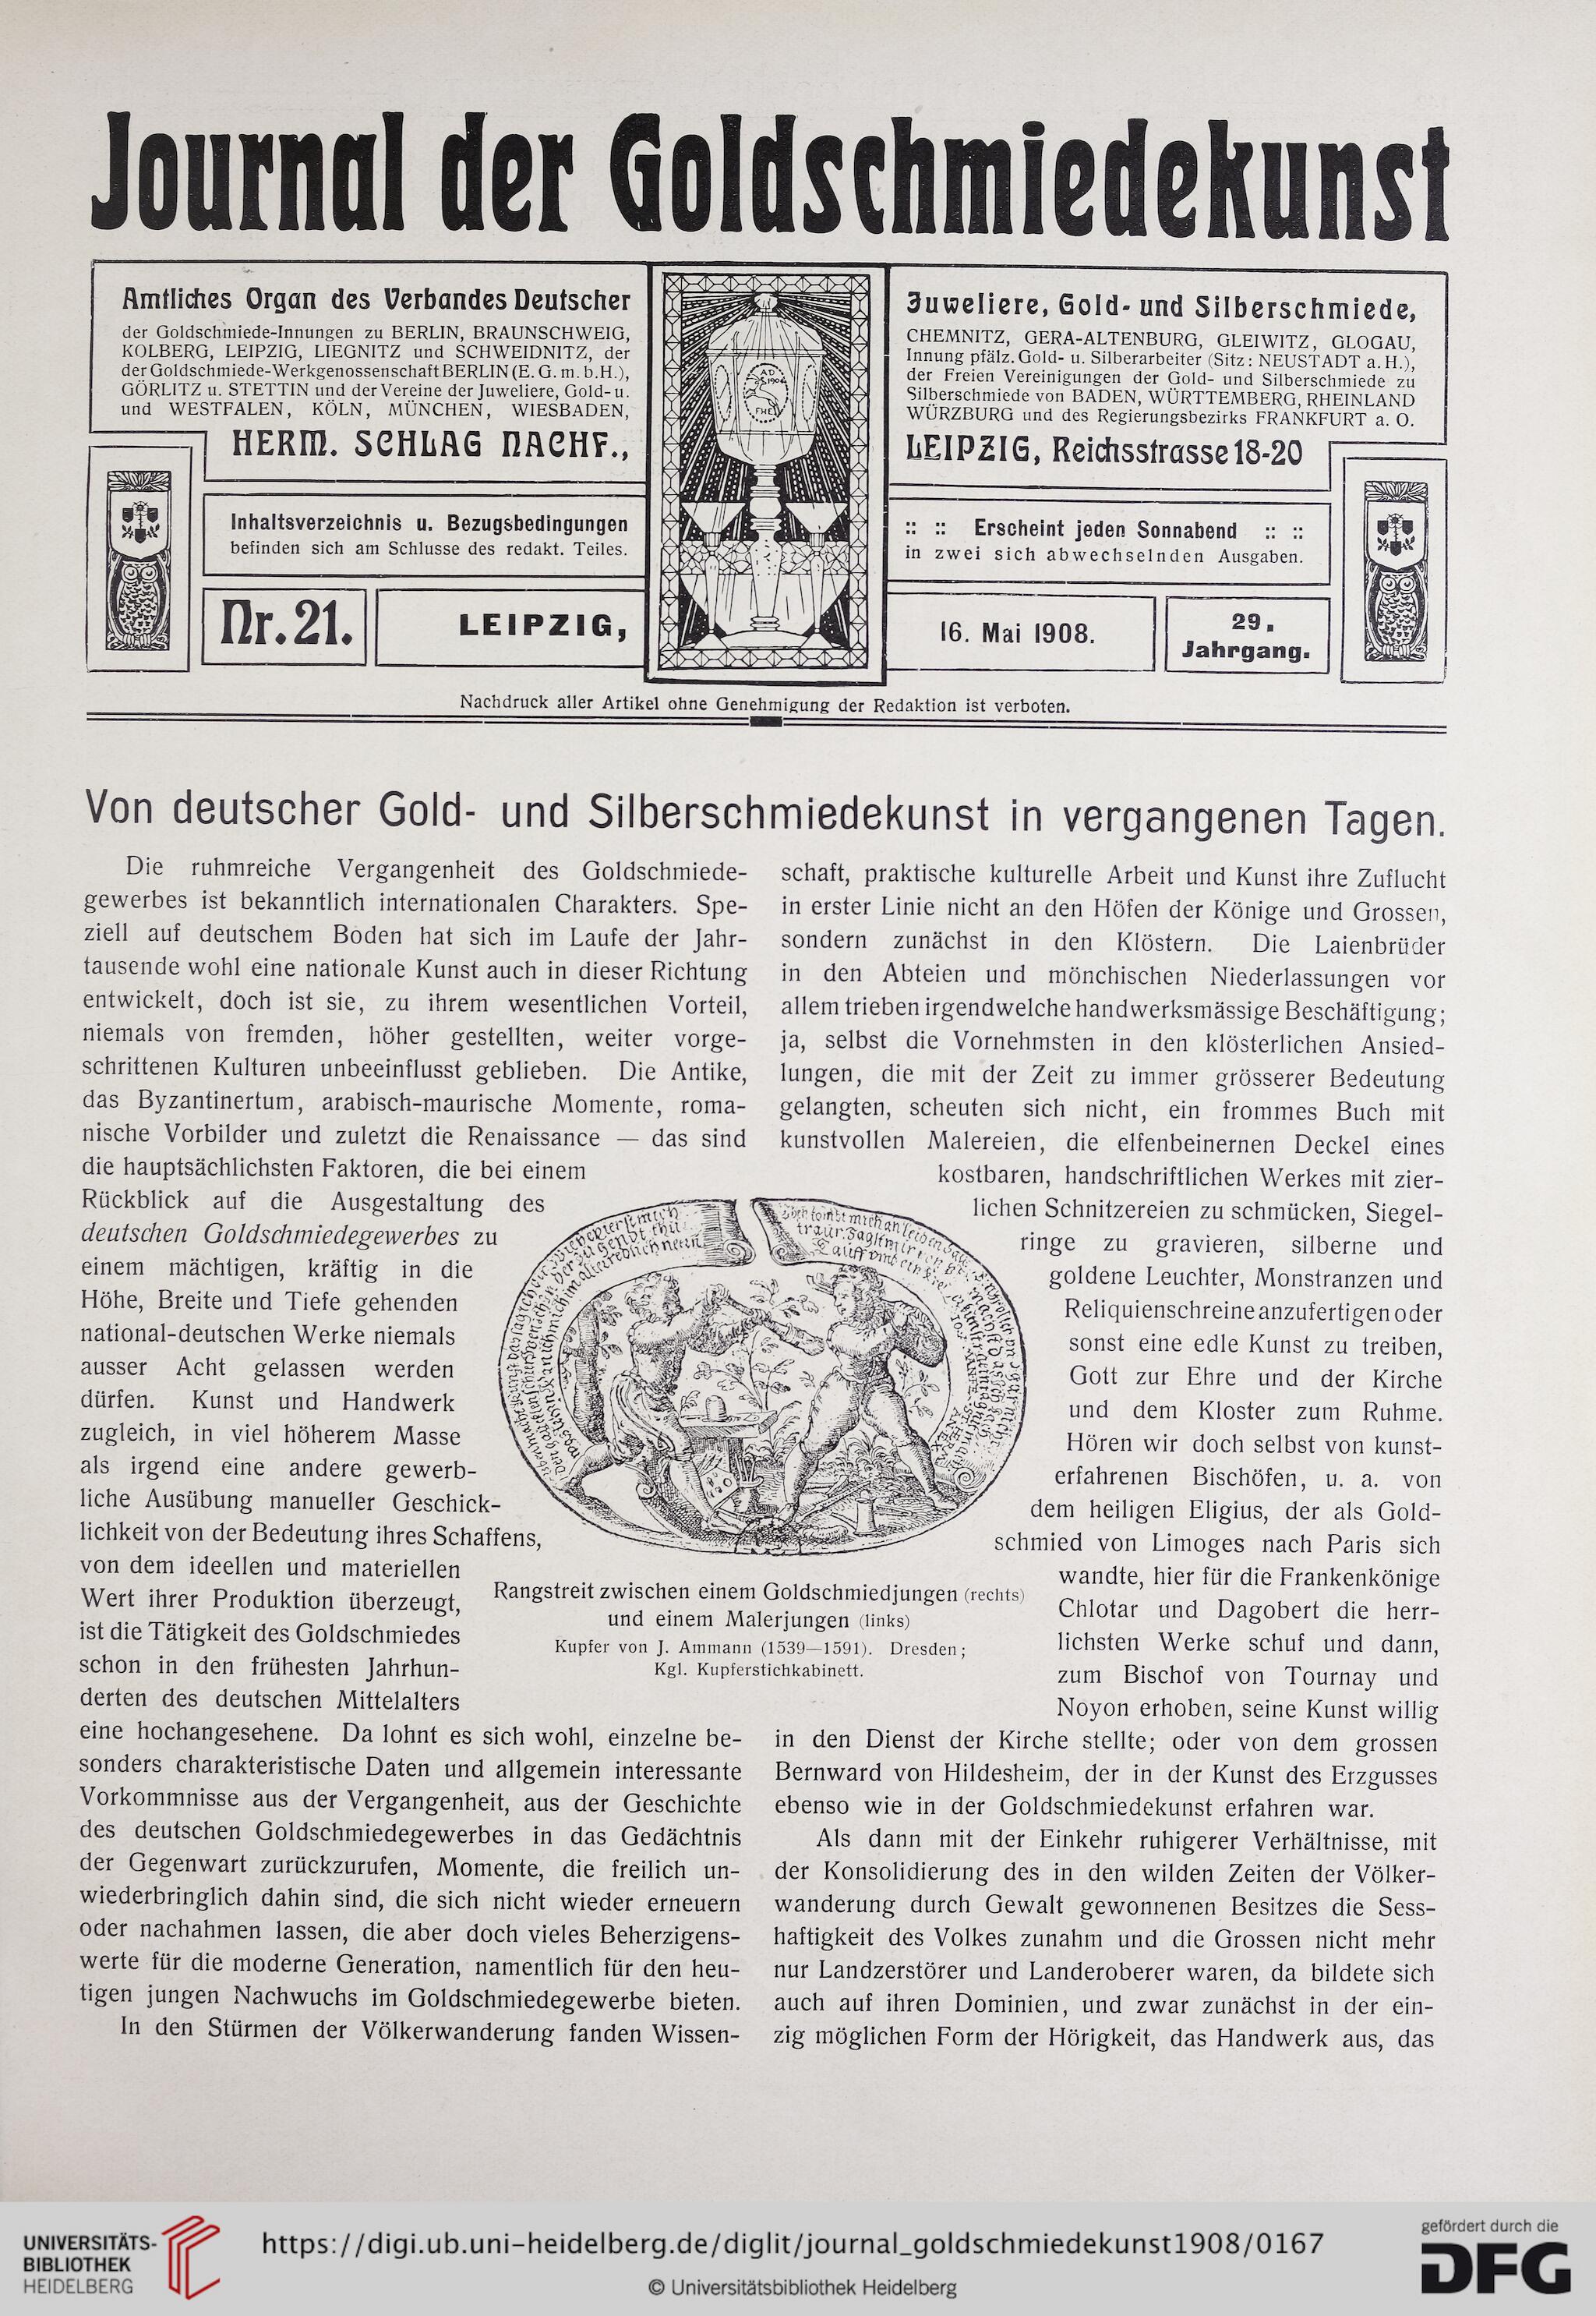 Journal der Goldschmiedekunst
Amtliches Organ des Verbandes Deutscher
der Goldschmiede-Innungen zu BERLIN, BRAUNSCHWEIG,
KOLBERG, LEIPZIG, LIEGNITZ und SCHWEIDNITZ, der
der Goldschmiede-Werkgenossenschaft BERLIN (E. G. m. b. H.),
GÖRLITZ u. STETTIN und der Vereine der Juweliere, Gold- u.
und WESTFALEN, KÖLN, MÜNCHEN, WIESBADEN,
HERM. SCHLAG NACHF.,
Juweliere, Gold- und Silberschmiede,
CHEMNITZ, GERA-ALTENBURG, GLEIWITZ, GLOGAU,
Innung pfälz. Gold- u. Silberarbeiter (Sitz: NEUSTADT a. H.),
der Freien Vereinigungen der Gold- und Silberschmiede zu
Silberschmiede von BADEN, WÜRTTEMBERG, RHEINLAND
WÜRZBURG und des Regierungsbezirks FRANKFURT a. O.
LEIPZIG, Reichsstrasse 18-20
AD
1904
FHE
Inhaltsverzeichnis u. Bezugsbedingungen
befinden sich am Schlusse des redakt. Teiles.
:: :: Erscheint jeden Sonnabend :: ::
in zwei sich abwechselnden Ausgaben.
Nr. 21.
LEIPZIG,
16. Mai 1908.
29.
Jahrgang.
Nachdruck aller Artikel ohne Genehmigung der Redaktion ist verboten.
Von deutscher Gold- und Silberschmiedekunst in vergangenen Tagen.
Die ruhmreiche Vergangenheit des Goldschmiede-
gewerbes ist bekanntlich internationalen Charakters. Spe-
ziell auf deutschem Boden hat sich im Laufe der Jahr-
tausende wohl eine nationale Kunst auch in dieser Richtung
entwickelt, doch ist sie, zu ihrem wesentlichen Vorteil,
niemals von fremden, höher gestellten, weiter vorge-
schrittenen Kulturen unbeeinflusst geblieben. Die Antike,
das Byzantinertum, arabisch-maurische Momente, roma-
nische Vorbilder und zuletzt die Renaissance — das sind
die hauptsächlichsten Faktoren, die bei einem
Rückblick auf die Ausgestaltung des
deutschen Goldschmiedegewerbes zu
einem mächtigen, kräftig in die
Höhe, Breite und Tiefe gehenden
national-deutschen Werke niemals
ausser Acht gelassen werden
dürfen. Kunst und Handwerk
zugleich, in viel höherem Masse
als irgend eine andere gewerb-
liche Ausübung manueller Geschick-
lichkeit von der Bedeutung ihres Schaffens,
von dem ideellen und materiellen
Wert ihrer Produktion überzeugt,
ist die Tätigkeit des Goldschmiedes
schon in den frühesten Jahrhun-
derten des deutschen Mittelalters
eine hochangesehene. Da lohnt es sich wohl, einzelne be-
sonders charakteristische Daten und allgemein interessante
Vorkommnisse aus der Vergangenheit, aus der Geschichte
des deutschen Goldschmiedegewerbes in das Gedächtnis
der Gegenwart zurückzurufen, Momente, die freilich un-
wiederbringlich dahin sind, die sich nicht wieder erneuern
oder nachahmen lassen, die aber doch vieles Beherzigens-
werte für die moderne Generation, namentlich für den heu-
tigen jungen Nachwuchs im Goldschmiedegewerbe bieten.
In den Stürmen der Völkerwanderung fanden Wissen-
Rangstreit zwischen einem Goldschmiedjungen (rechts)
und einem Malerjungen (links)
Kupfer von J. Ammann (1539—1591). Dresden;
Kgl. Kupferstichkabinett.
schaft, praktische kulturelle Arbeit und Kunst ihre Zuflucht
in erster Linie nicht an den Höfen der Könige und Grossen,
sondern zunächst in den Klöstern. Die Laienbrüder
in den Abteien und mönchischen Niederlassungen vor
allem trieben irgendwelche handwerksmässige Beschäftigung;
ja, selbst die Vornehmsten in den klösterlichen Ansied-
lungen, die mit der Zeit zu immer grösserer Bedeutung
gelangten, scheuten sich nicht, ein frommes Buch mit
kunstvollen Malereien, die elfenbeinernen Deckel eines
kostbaren, handschriftlichen Werkes mit zier-
lichen Schnitzereien zu schmücken, Siegel-
ringe zu gravieren, silberne und
goldene Leuchter, Monstranzen und
Reliquienschreine anzufertigen oder
sonst eine edle Kunst zu treiben,
Gott zur Ehre und der Kirche
und dem Kloster zum Ruhme.
Hören wir doch selbst von kunst-
erfahrenen Bischöfen, u. a. von
dem heiligen Eligius, der als Gold-
schmied von Limoges nach Paris sich
wandte, hier für die Frankenkönige
Chlotar und Dagobert die herr-
lichsten Werke schuf und dann,
zum Bischof von Tournay und
Noyon erhoben, seine Kunst willig
in den Dienst der Kirche stellte; oder von dem grossen
Bernward von Hildesheim, der in der Kunst des Erzgusses
ebenso wie in der Goldschmiedekunst erfahren war.
Als dann mit der Einkehr ruhigerer Verhältnisse, mit
der Konsolidierung des in den wilden Zeiten der Völker-
wanderung durch Gewalt gewonnenen Besitzes die Sess-
haftigkeit des Volkes zunahm und die Grossen nicht mehr
nur Landzerstörer und Landeroberer waren, da bildete sich
auch auf ihren Dominien, und zwar zunächst in der ein-
zig möglichen Form der Hörigkeit, das Handwerk aus, das
UNIVERSITÄTS-
BIBLIOTHEK
HEIDELBERG
https://digi.ub.uni-heidelberg.de/diglit/journal_goldschmiedekunst1908/0167
© Universitätsbibliothek Heidelberg
gefördert durch die
DFG